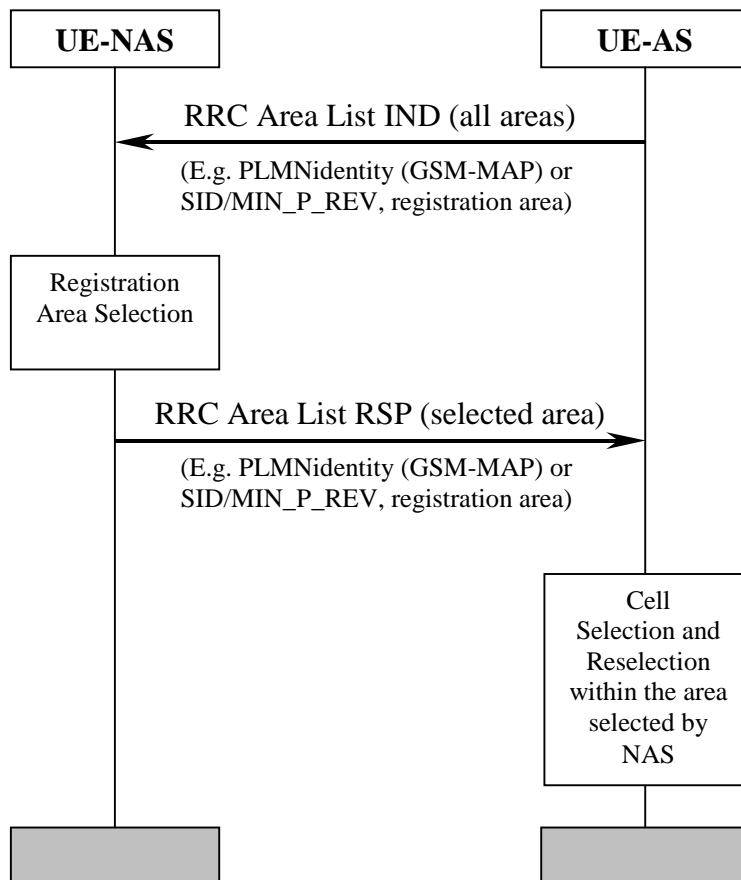 UE-NAS
UE-AS
RRC Area List IND (all areas)
(E.g. PLMNidentity (GSM-MAP) or
SID/MIN_P_REV, registration area)
Registration
Area Selection
RRC Area List RSP (selected area)
(E.g. PLMNidentity (GSM-MAP) or
SID/MIN_P_REV, registration area)
Cell
Selection and
Reselection
within the area
selected by
NAS